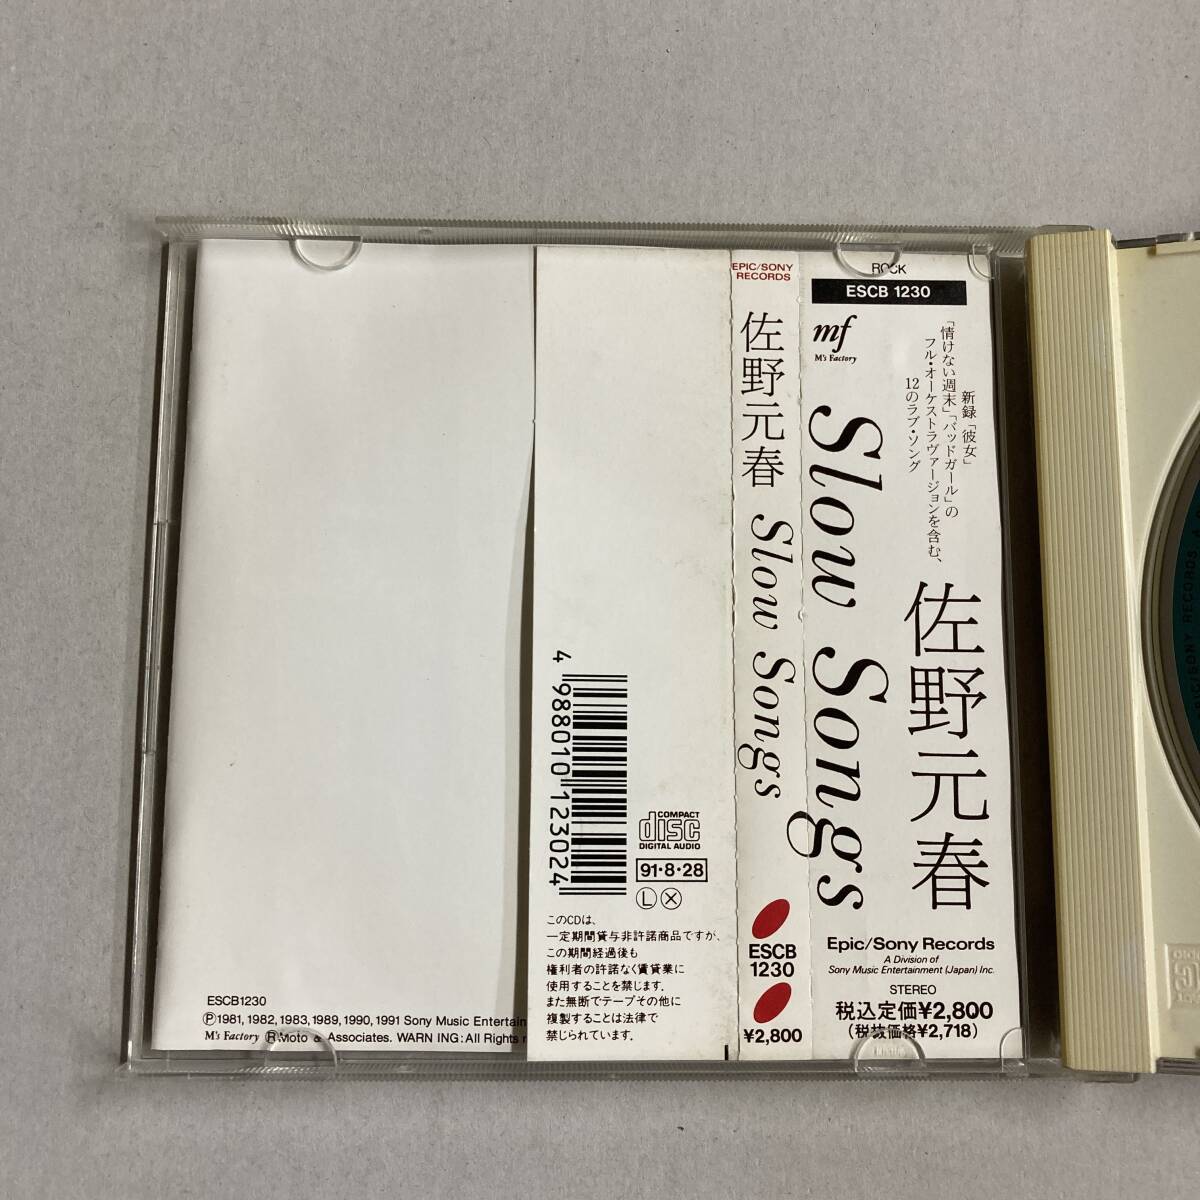 ROCK
ESCB 1230
mf
M's Factory
新録「彼女」
「情けない週末」「バッドガール」の
フル・オーケストラヴァージョンを含む、
12のラブ・ソング
Slow Songs
佐野元春
Epic/Sony Records
A Division of
Sony Music Entertainment (Japan) Inc.
STEREO
税込定価¥2,800
(税抜価格¥2,718)
EPIC/SONY
RECORDS
佐野元春 Slow Songs
ESCB
1230
¥2,800
4 988010 123024
COMPACT
disc
DIGITAL AUDIO
91・8・28
L X
このCDは、
一定期間貸与非許諾商品ですが、
この期間経過後も
権利者の許諾なく賃貸業に
使用することを禁じます。
また無断でテープその他に
複製することは法律で
禁じられています。
ESCB1230
Ⓟ1981, 1982, 1983, 1989, 1990, 1991 Sony Music Entertain
M's Factory ⓇMoto & Associates. WARN ING: All Rights r
SONY RECORDS